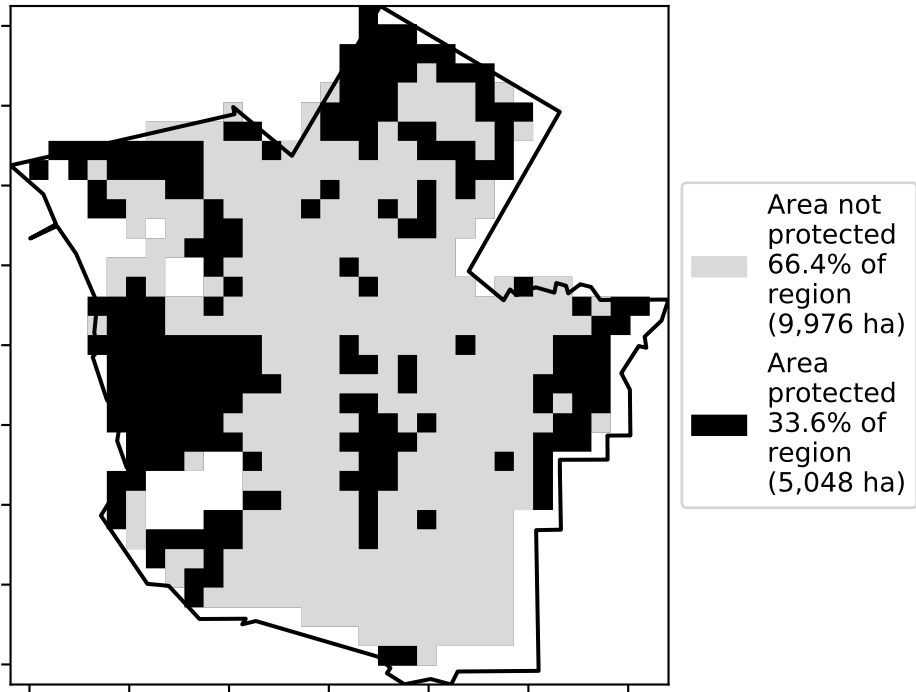 Area not
protected
66.4% of
region
(9,976 ha)
Area
protected
33.6% of
region
(5,048 ha)